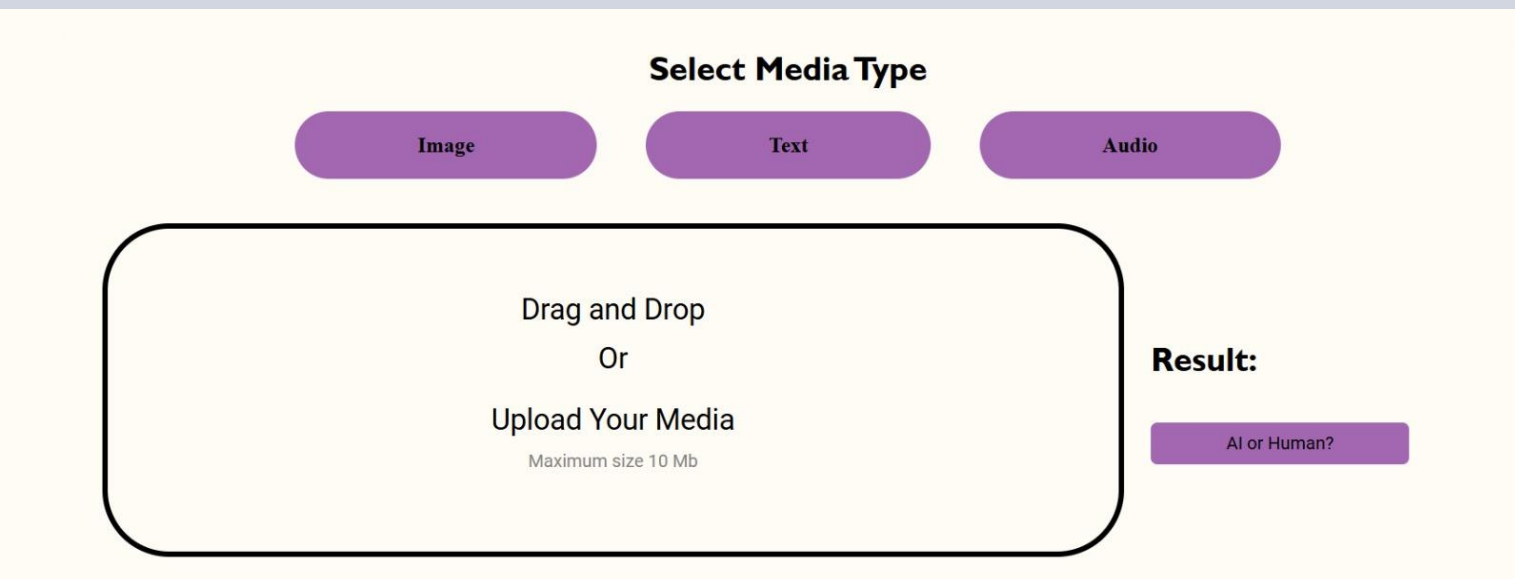 Select Media Type
Image Text Audio
Drag and Drop
Or
Upload Your Media
Maximum size 10 Mb
Result:
AI or Human?